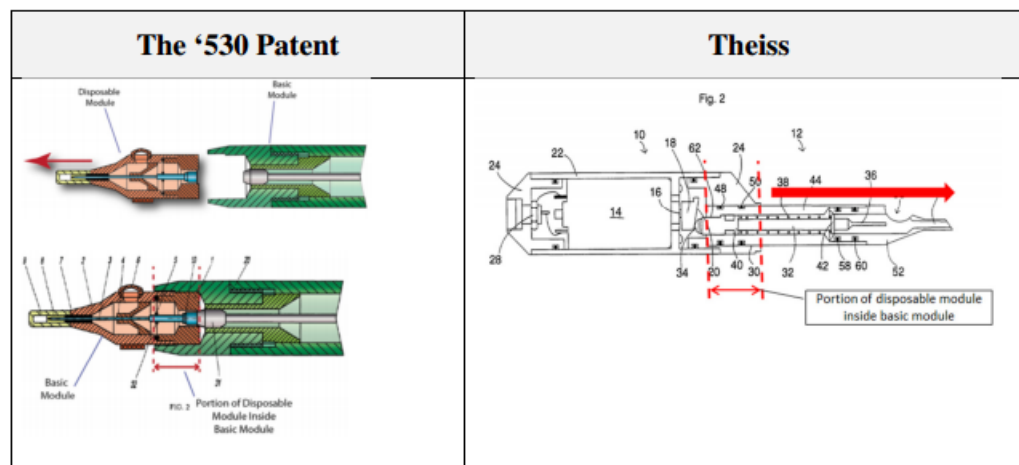 The ‘530 Patent
Theiss
Disposable
Module
Basic
Module
Basic
Module
20
FIG. 2
21
Portion of Disposable
Module Inside
Basic Module
Fig. 2
10
12
18
22
62
24
24
48
50
38
44
36
16
14
28
34
20
40
30
32
42
58
60
52
Portion of disposable module
inside basic module